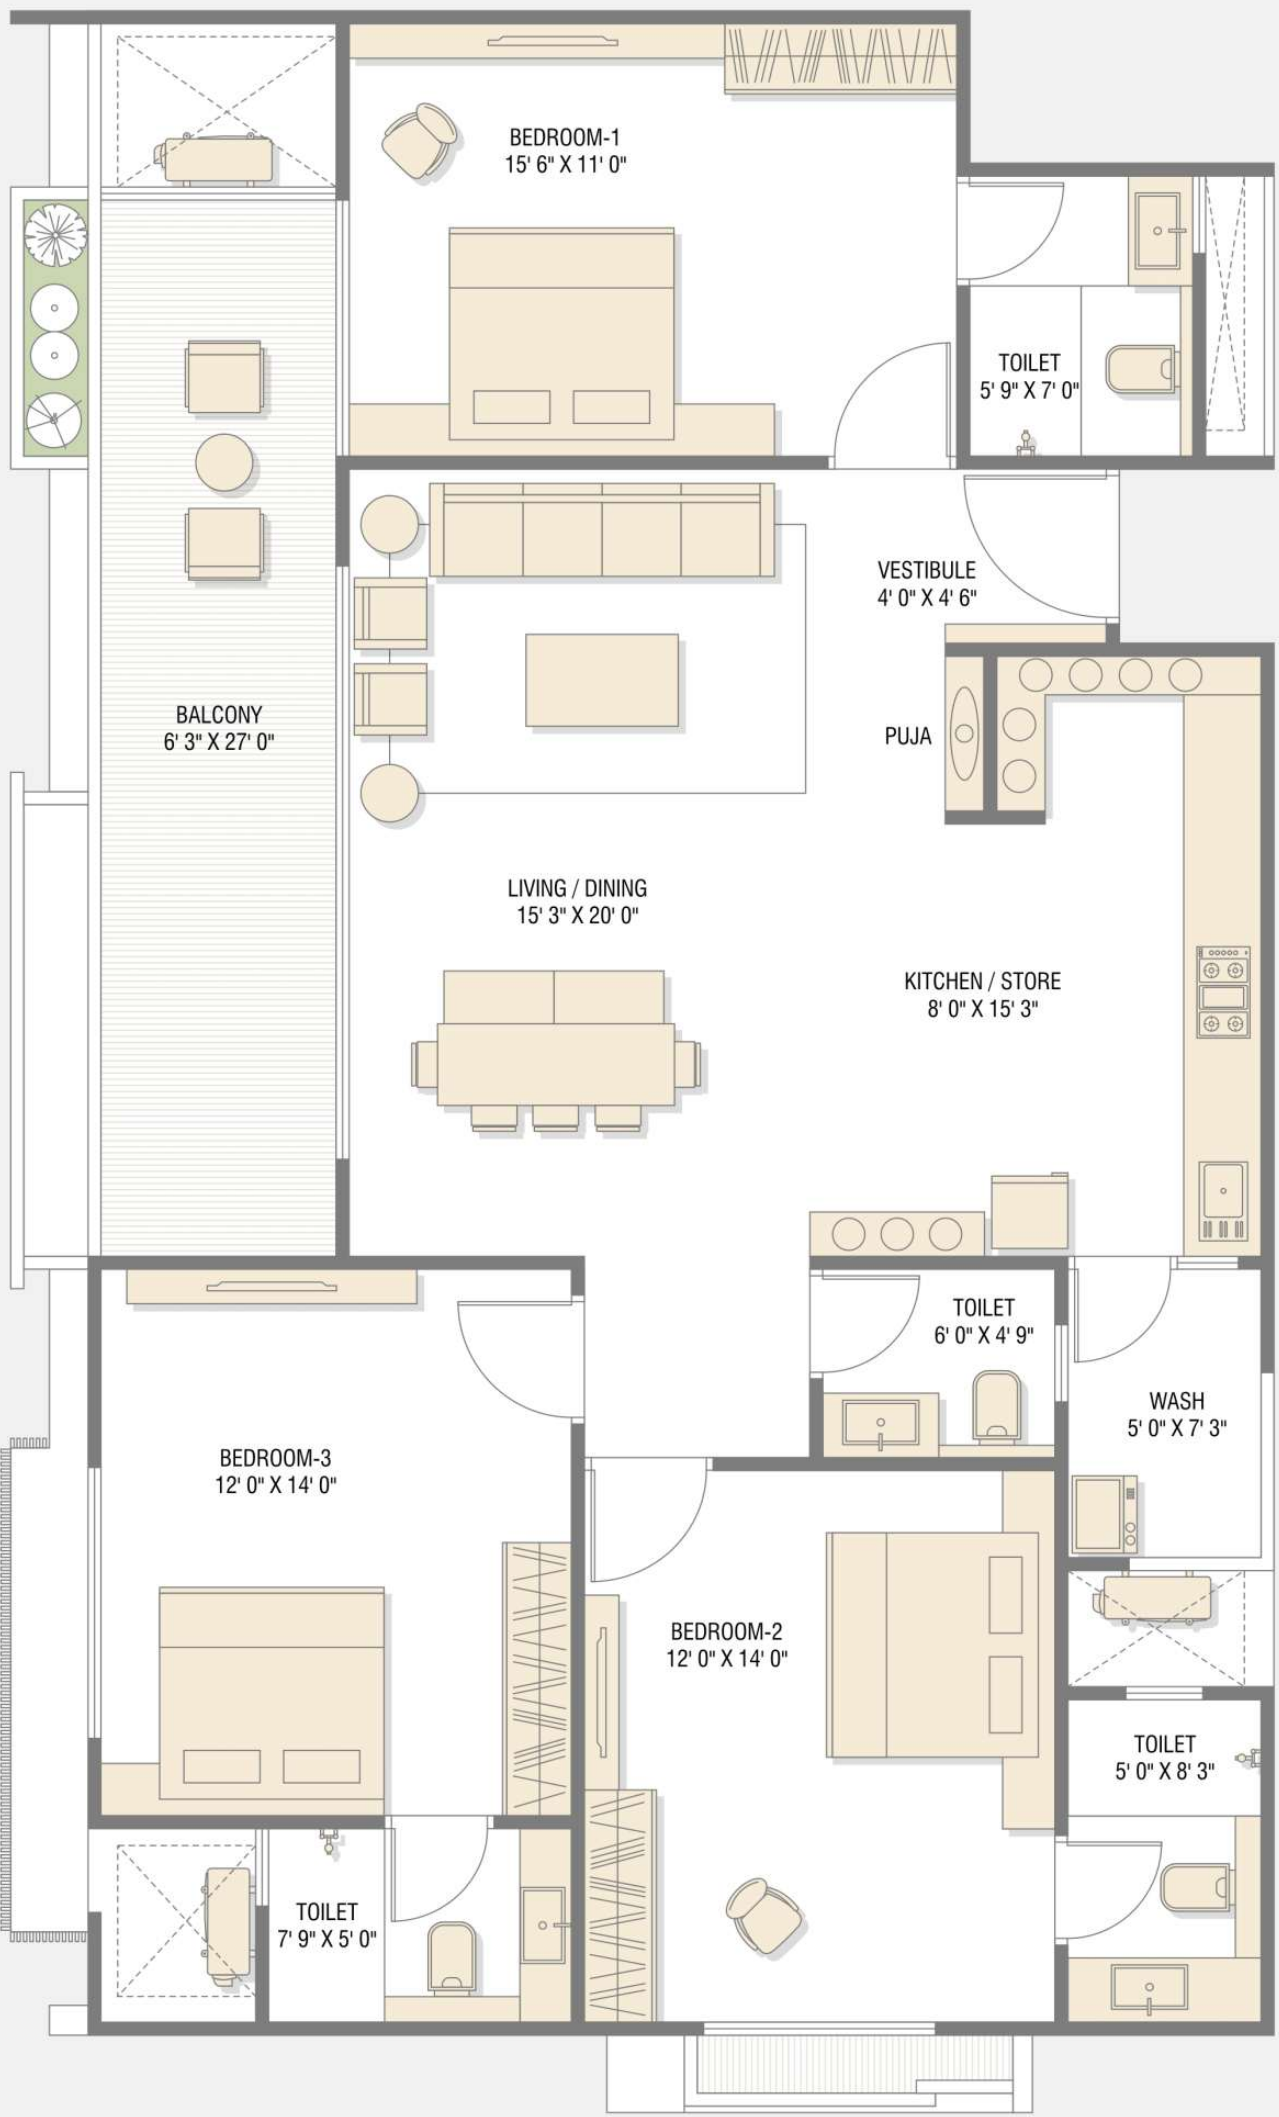 BEDROOM-1
15' 6" X 11' 0"
TOILET
5' 9" X 7' 0"
VESTIBULE
4' 0" X 4' 6"
BALCONY
6' 3" X 27' 0"
PUJA
LIVING / DINING
15' 3" X 20' 0"
KITCHEN / STORE
8' 0" X 15' 3"
TOILET
6' 0" X 4' 9"
WASH
5' 0" X 7' 3"
BEDROOM-3
12' 0" X 14' 0"
BEDROOM-2
12' 0" X 14' 0"
TOILET
5' 0" X 8' 3"
TOILET
7' 9" X 5' 0"